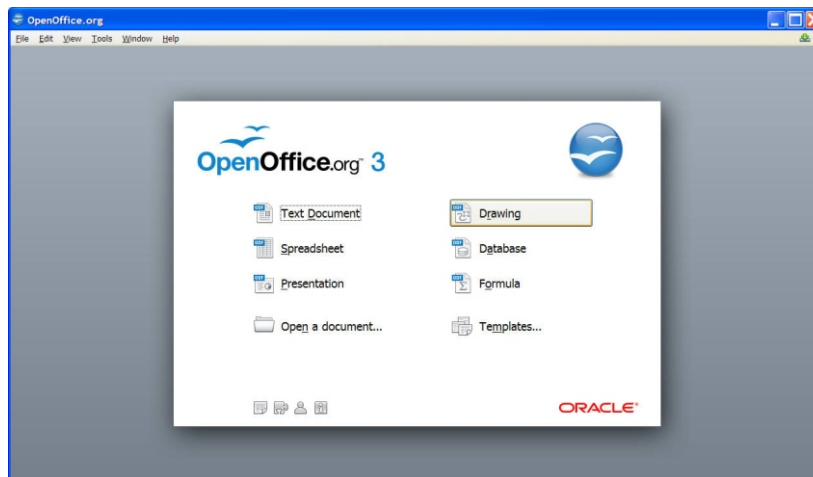 OpenOffice.org
File Edit View Tools Window Help
OpenOffice.org™ 3
Text Document
Drawing
Spreadsheet
Database
Presentation
Formula
Open a document...
Templates...
ORACLE®